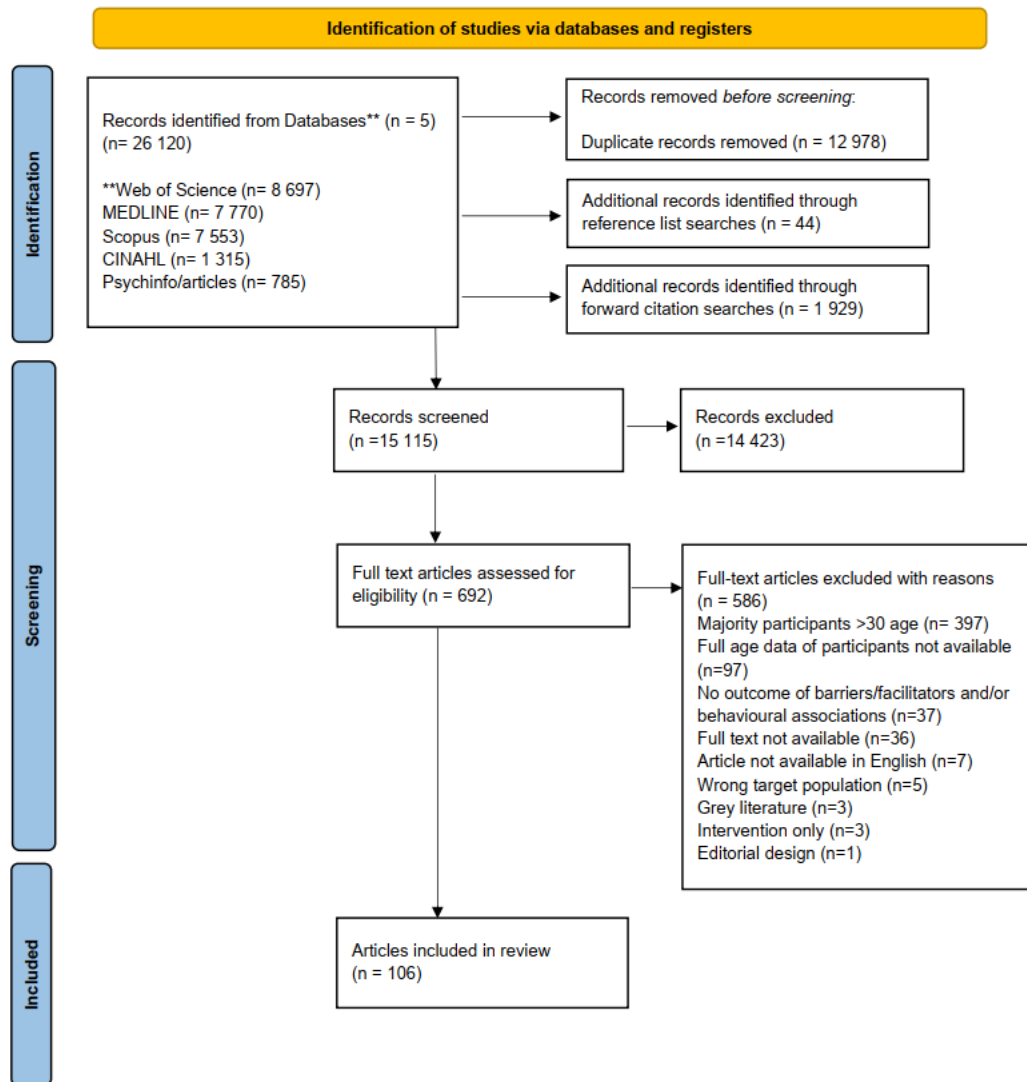 Identification of studies via databases and registers
Identification
Records identified from Databases** (n = 5)
(n= 26 120)
**Web of Science (n= 8 697)
MEDLINE (n= 7 770)
Scopus (n= 7 553)
CINAHL (n= 1 315)
Psychinfo/articles (n= 785)
Records removed before screening:
Duplicate records removed (n = 12 978)
Additional records identified through
reference list searches (n = 44)
Additional records identified through
forward citation searches (n = 1 929)
Screening
Records screened
(n =15 115)
Records excluded
(n =14 423)
Full text articles assessed for
eligibility (n = 692)
Full-text articles excluded with reasons
(n = 586)
Majority participants >30 age (n= 397)
Full age data of participants not available
(n=97)
No outcome of barriers/facilitators and/or
behavioural associations (n=37)
Full text not available (n=36)
Article not available in English (n=7)
Wrong target population (n=5)
Grey literature (n=3)
Intervention only (n=3)
Editorial design (n=1)
Included
Articles included in review
(n = 106)